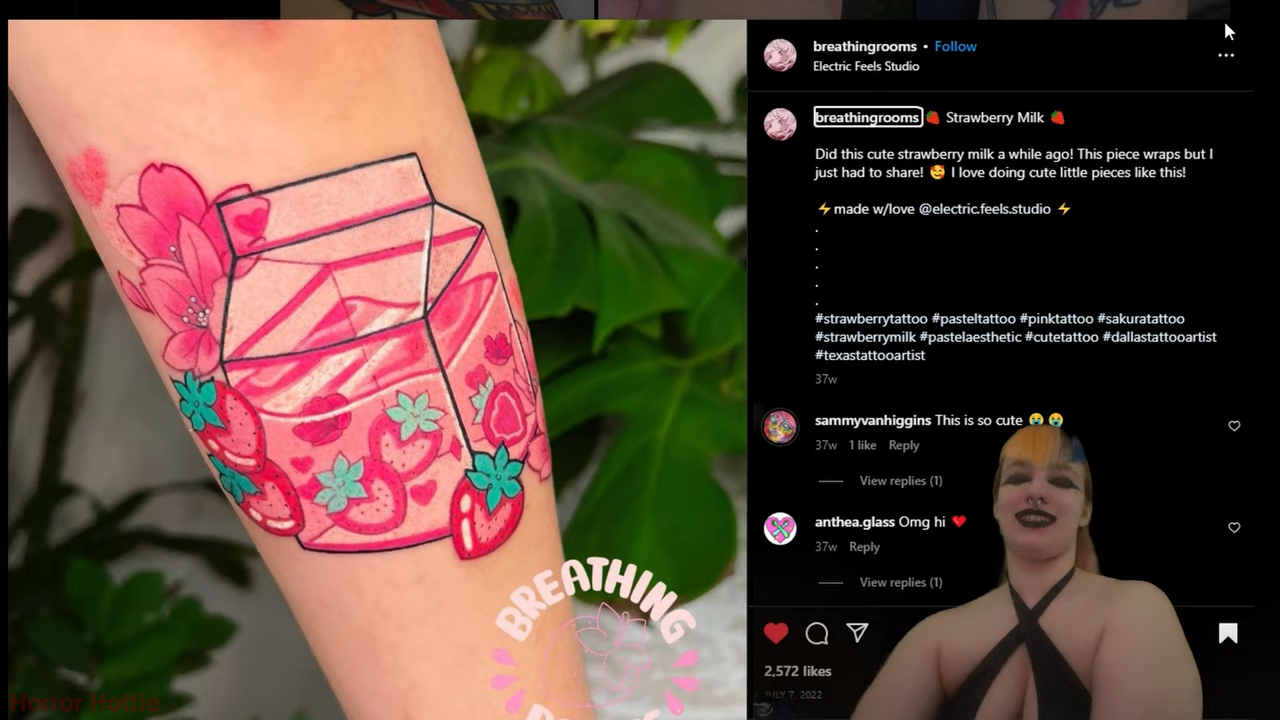 breathingrooms • Follow
Electric Feels Studio
breathingrooms 🍓 Strawberry Milk 🍓
Did this cute strawberry milk a while ago! This piece wraps but I
just had to share! 🥰 I love doing cute little pieces like this!
⚡made w/love @electric.feels.studio ⚡
.
.
.
.
.
#strawberrytattoo #pasteltattoo #pinktattoo #sakuratattoo
#strawberrymilk #pastelaesthetic #cutetattoo #dallastattooartist
#texastattooartist
37w
sammyvanhiggins This is so cute 😭😭
37w 1 like Reply
View replies (1)
anthea.glass Omg hi ❤️
37w Reply
View replies (1)
2,572 likes
JULY 7, 2022
BREATHING
Horror Hottie